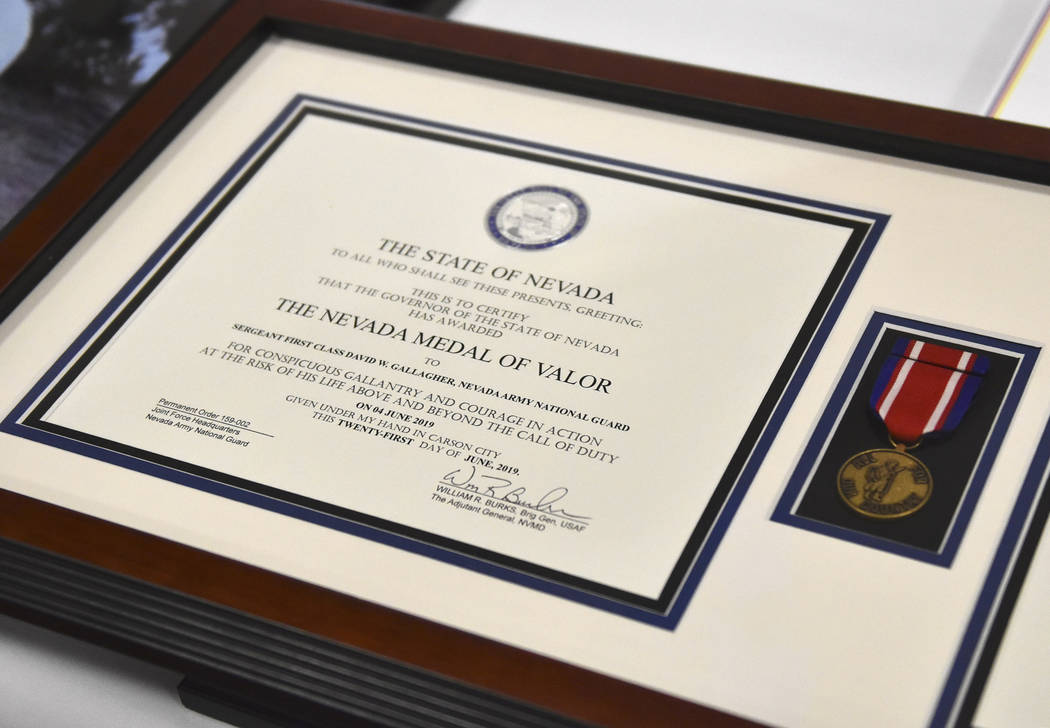 THE STATE OF NEVADA
TO ALL WHO SHALL SEE THESE PRESENTS, GREETING:
THIS IS TO CERTIFY
THAT THE GOVERNOR OF THE STATE OF NEVADA
HAS AWARDED
THE NEVADA MEDAL OF VALOR
TO
SERGEANT FIRST CLASS DAVID W. GALLAGHER, NEVADA ARMY NATIONAL GUARD
FOR CONSPICUOUS GALLANTRY AND COURAGE IN ACTION
AT THE RISK OF HIS LIFE ABOVE AND BEYOND THE CALL OF DUTY
ON 04 JUNE 2019
GIVEN UNDER MY HAND IN CARSON CITY
THIS TWENTY-FIRST DAY OF JUNE, 2019.
Permanent Order 159-002
Joint Force Headquarters
Nevada Army National Guard
Wm R Burks
WILLIAM R. BURKS, Brig Gen, USAF
The Adjutant General, NVMD